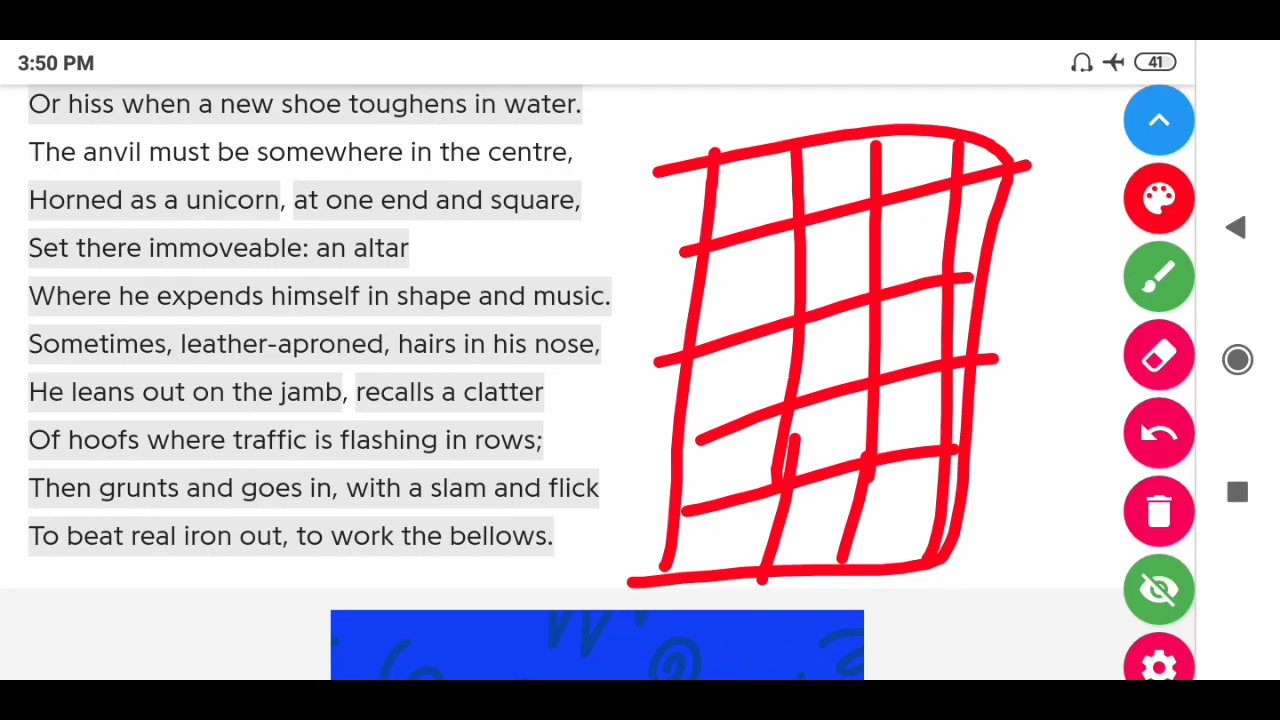 3:50 PM
41
Or hiss when a new shoe toughens in water.
The anvil must be somewhere in the centre,
Horned as a unicorn, at one end and square,
Set there immoveable: an altar
Where he expends himself in shape and music.
Sometimes, leather-aproned, hairs in his nose,
He leans out on the jamb, recalls a clatter
Of hoofs where traffic is flashing in rows;
Then grunts and goes in, with a slam and flick
To beat real iron out, to work the bellows.